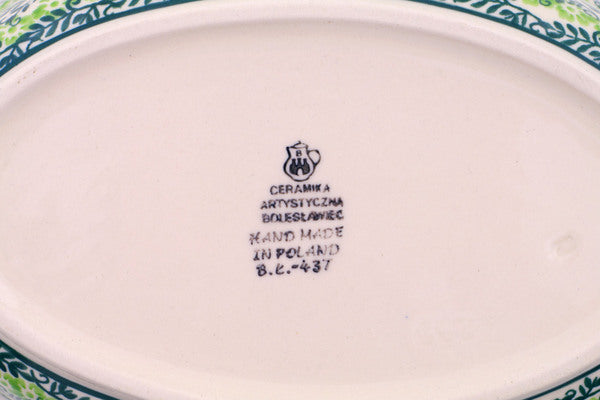 B
CERAMIKA
ARTYSTYCZNA
BOLESŁAWIEC
HAND MADE
IN POLAND
B.Ł.-437